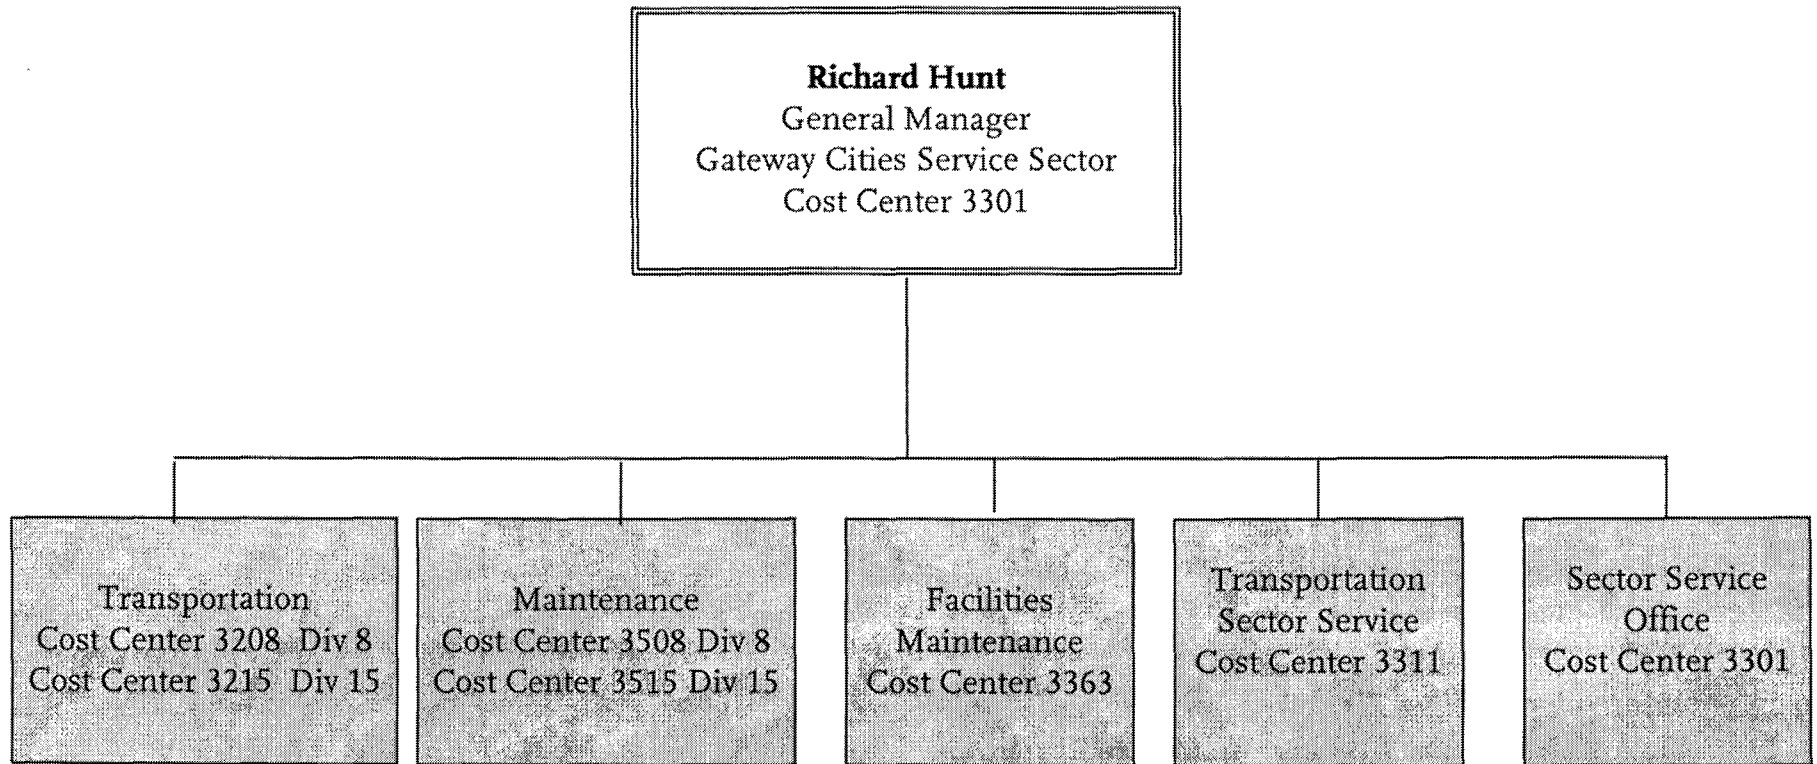 Richard Hunt
General Manager
Gateway Cities Service Sector
Cost Center 3301
Transportation
Cost Center 3208 Div 8
Cost Center 3215 Div 15
Maintenance
Cost Center 3508 Div 8
Cost Center 3515 Div 15
Facilities
Maintenance
Cost Center 3363
Transportation
Sector Service
Cost Center 3311
Sector Service
Office
Cost Center 3301